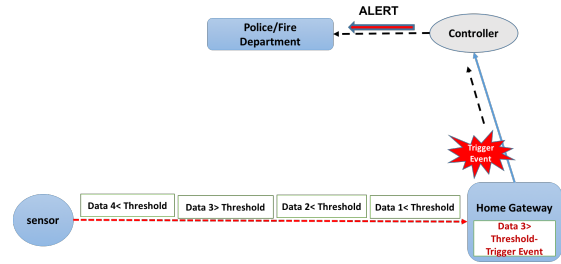 ALERT
Police/Fire
Department
Controller
Trigger
Event
Data 4< Threshold
Data 3> Threshold
Data 2< Threshold
Data 1< Threshold
sensor
Home Gateway
Data 3>
Threshold-
Trigger Event